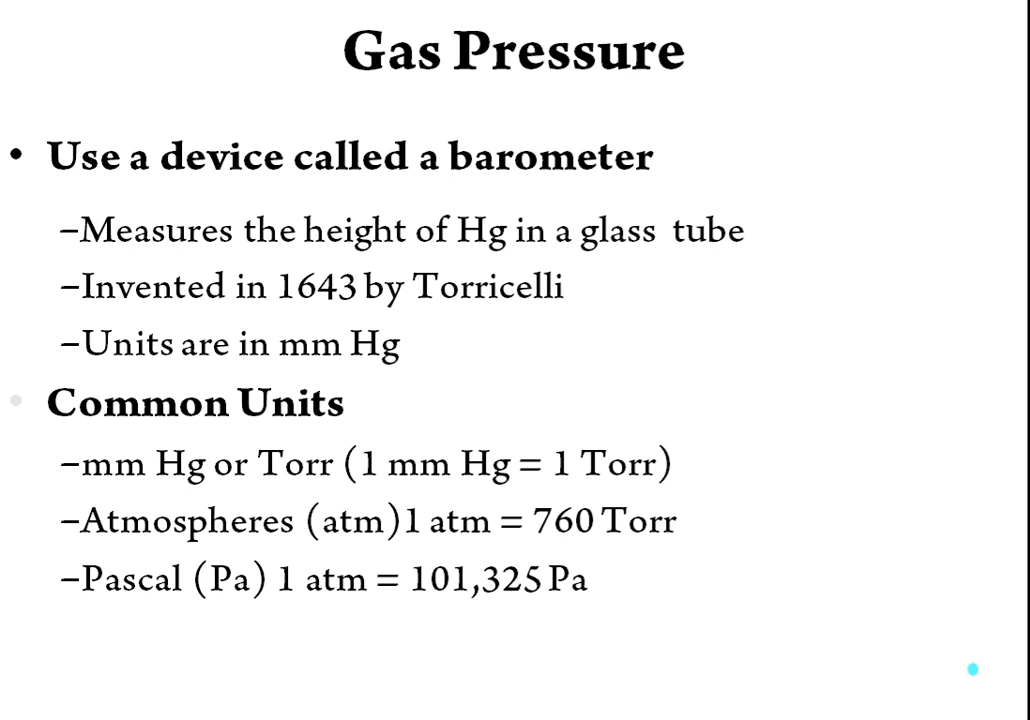 Gas Pressure
• Use a device called a barometer
–Measures the height of Hg in a glass tube
–Invented in 1643 by Torricelli
–Units are in mm Hg
• Common Units
–mm Hg or Torr (1 mm Hg = 1 Torr)
–Atmospheres (atm)1 atm = 760 Torr
–Pascal (Pa) 1 atm = 101,325 Pa